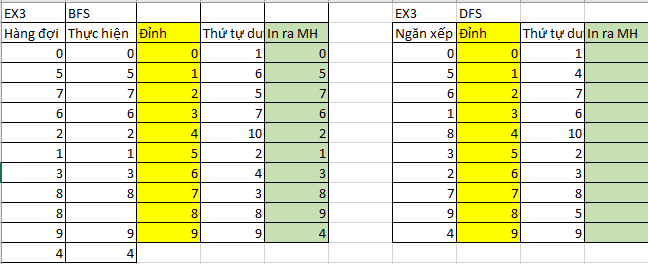 EX3 BFS EX3 DFS
Hàng đợi Thực hiện Đỉnh Thứ tự du In ra MH Ngăn xếp Đỉnh Thứ tự du In ra MH
0 0 0 1 0 0 0 1
5 5 1 6 5 5 1 4
7 7 2 5 7 6 2 7
6 6 3 7 6 1 3 6
2 2 4 10 2 8 4 10
1 1 5 2 1 3 5 2
3 3 6 4 3 2 6 3
8 8 7 3 8 7 7 8
8 8 8 9 9 8 5
9 9 9 9 4 4 9 9
4 4